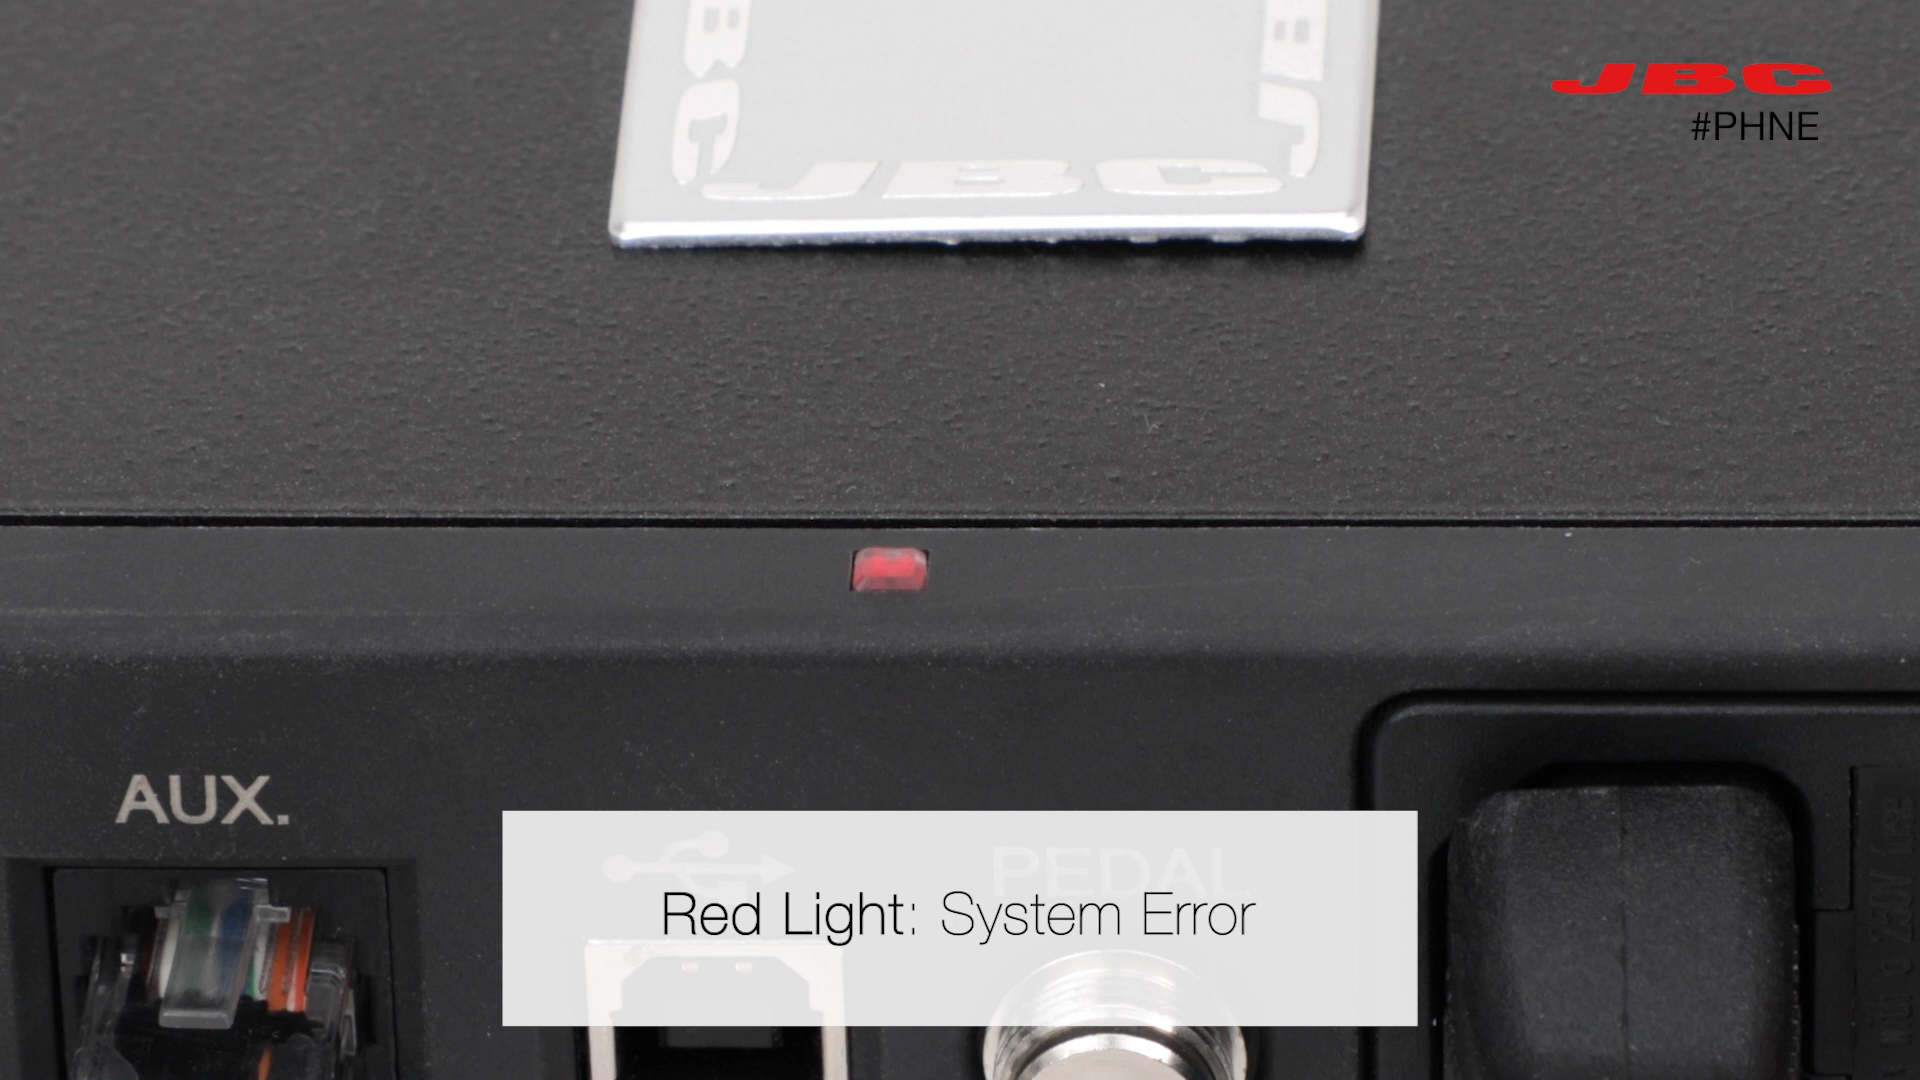 JBC
#PHNE
JBC
AUX.
PEDAL
Red Light: System Error